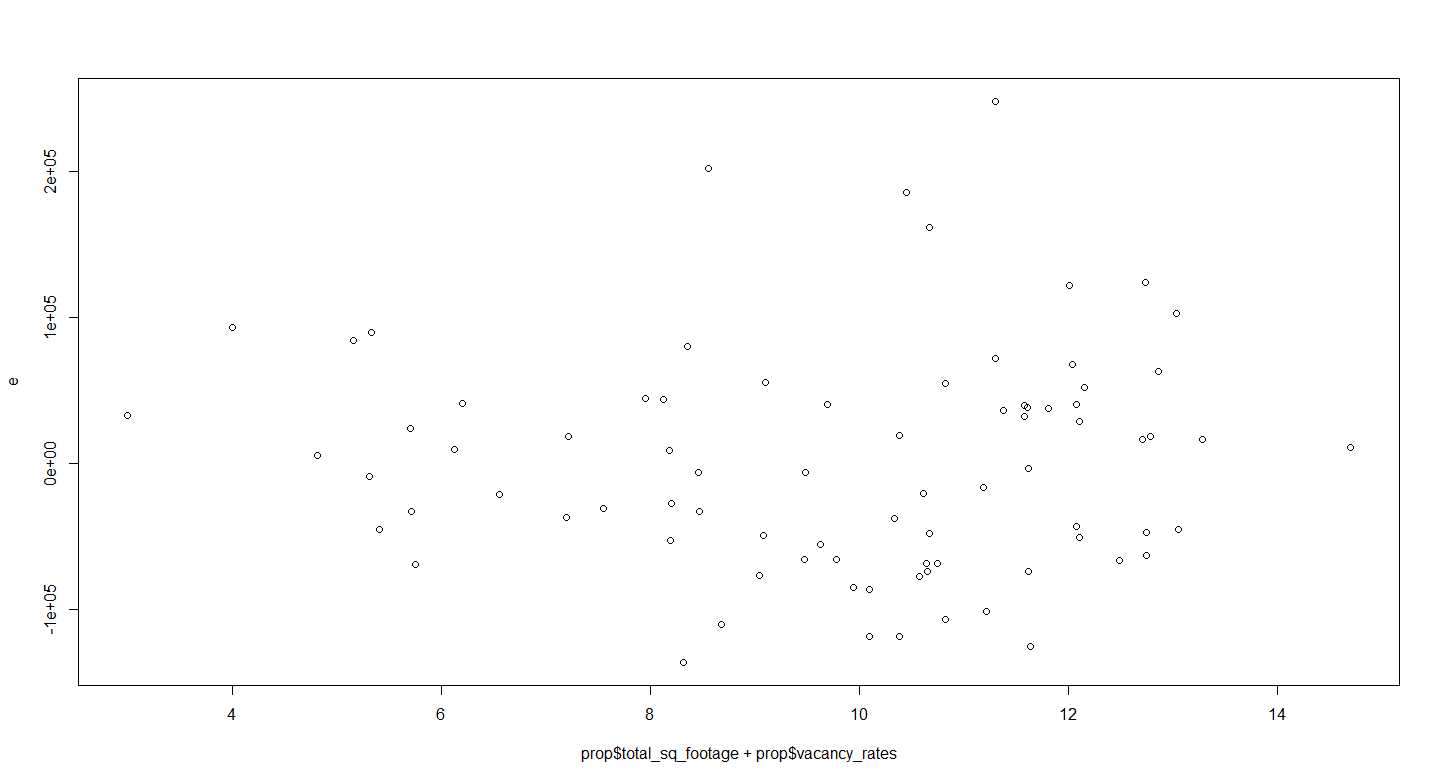 2e+05
1e+05
e
0e+00
-1e+05
4 6 8 10 12 14
prop$total_sq_footage + prop$vacancy_rates